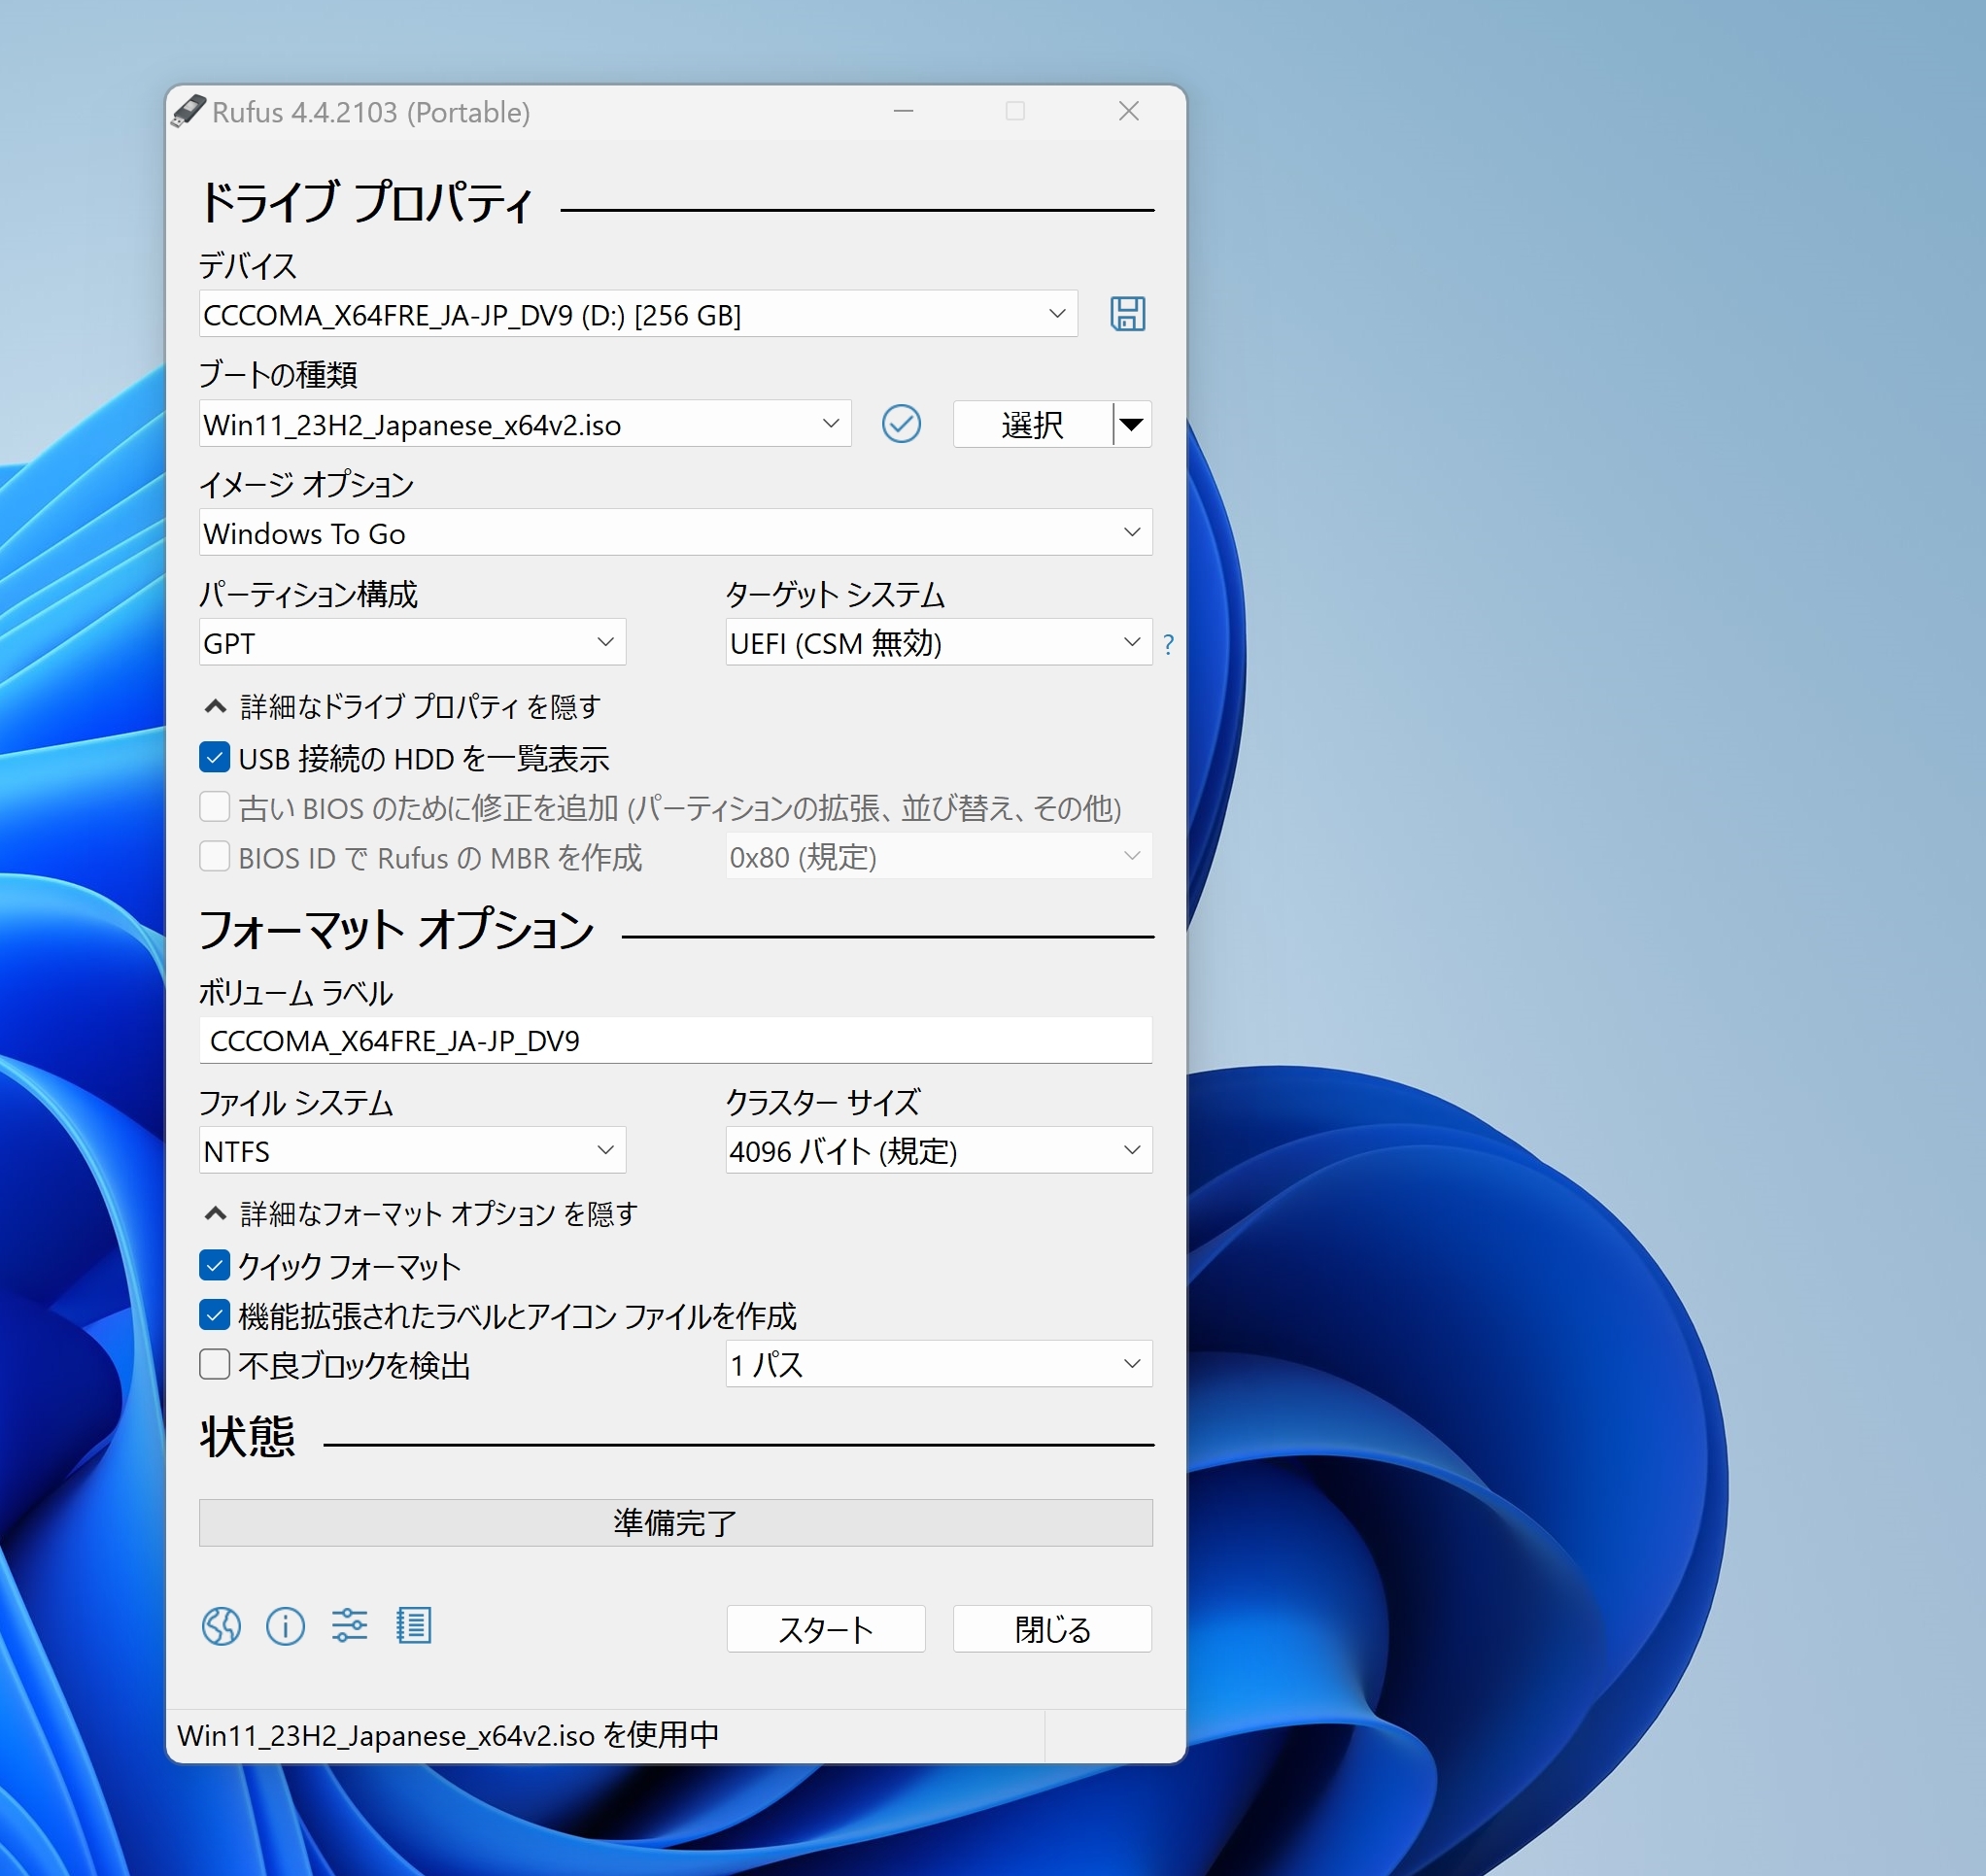 Rufus 4.4.2103 (Portable)
ドライブ プロパティ
デバイス
CCCOMA_X64FRE_JA-JP_DV9 (D:) [256 GB]
ブートの種類
Win11_23H2_Japanese_x64v2.iso
選択
イメージ オプション
Windows To Go
パーティション構成
ターゲット システム
GPT
UEFI (CSM 無効)
?
詳細なドライブ プロパティ を隠す
USB 接続の HDD を一覧表示
古い BIOS のために修正を追加 (パーティションの拡張、並び替え、その他)
BIOS ID で Rufus の MBR を作成
0x80 (規定)
フォーマット オプション
ボリューム ラベル
CCCOMA_X64FRE_JA-JP_DV9
ファイル システム
クラスター サイズ
NTFS
4096 バイト (規定)
詳細なフォーマット オプション を隠す
クイック フォーマット
機能拡張されたラベルとアイコン ファイルを作成
不良ブロックを検出
1 パス
状態
準備完了
スタート
閉じる
Win11_23H2_Japanese_x64v2.iso を使用中